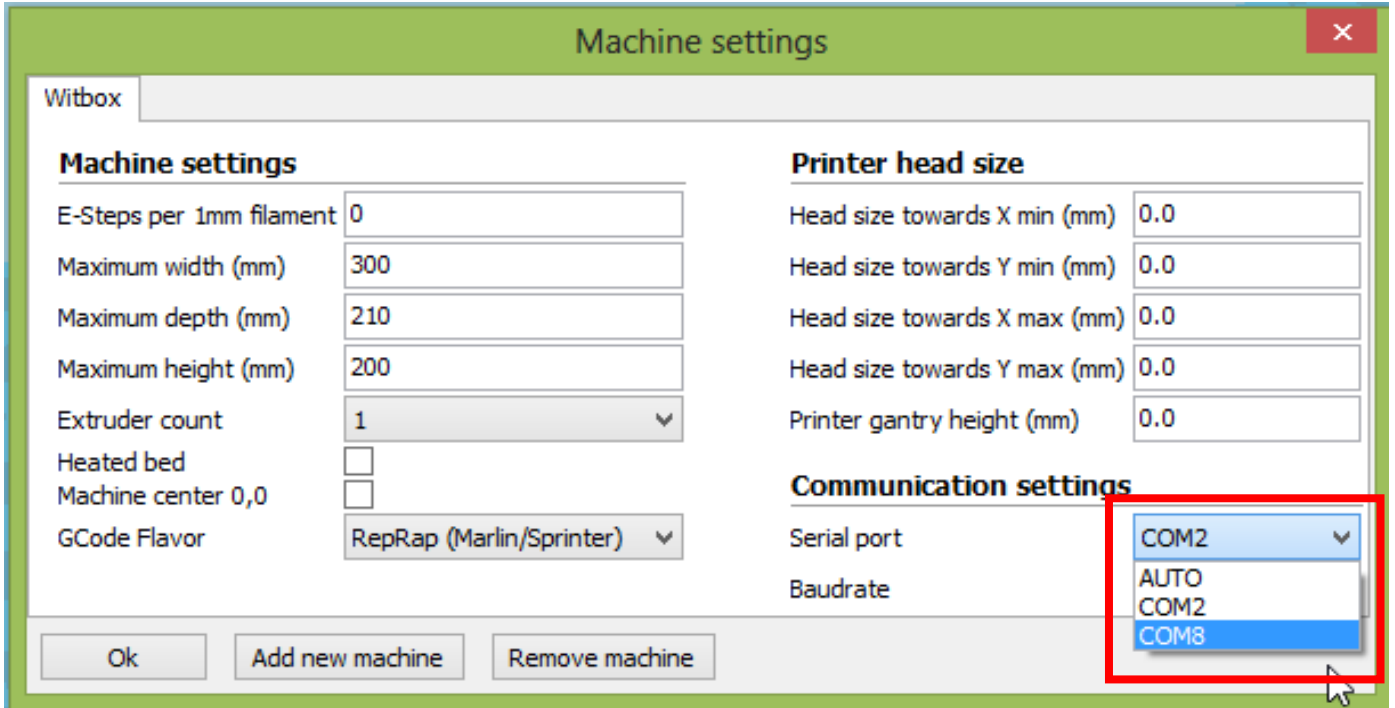 Machine settings
Witbox
Machine settings
E-Steps per 1mm filament 0
Maximum width (mm) 300
Maximum depth (mm) 210
Maximum height (mm) 200
Extruder count 1
Heated bed
Machine center 0,0
GCode Flavor RepRap (Marlin/Sprinter)
Printer head size
Head size towards X min (mm) 0.0
Head size towards Y min (mm) 0.0
Head size towards X max (mm) 0.0
Head size towards Y max (mm) 0.0
Printer gantry height (mm) 0.0
Communication settings
Serial port COM2
AUTO
COM2
COM8
Baudrate
Ok Add new machine Remove machine